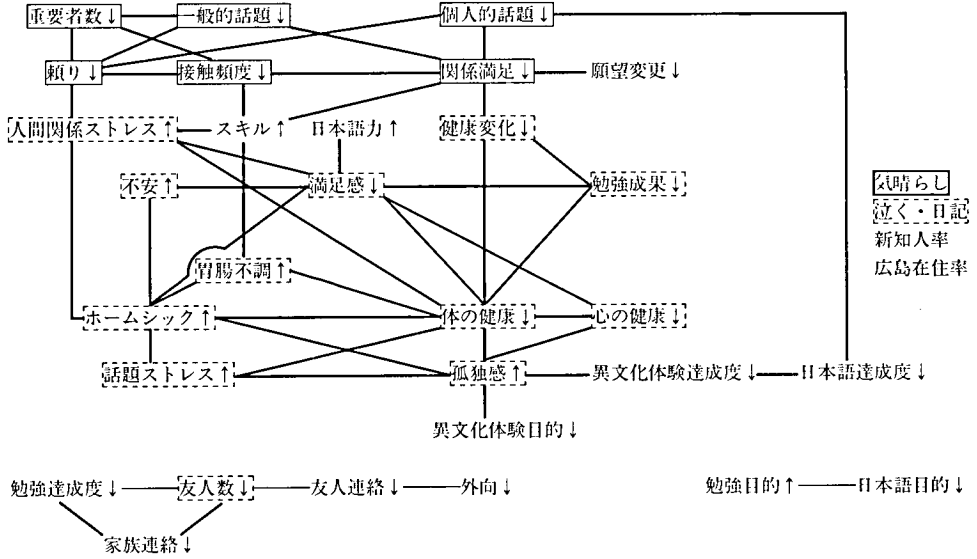 重要者数↓ 一般的話題↓ 個人的話題↓
頼り↓ 接触頻度↓ 関係満足↓ 願望変更↓
人間関係ストレス↑ スキル↑ 日本語力↑ 健康変化↓
不安↑ 満足感↓ 勉強成果↓
気晴らし
泣く・日記
新知人率
広島在住率
胃腸不調↑
ホームシック↑ 体の健康↓ 心の健康↓
話題ストレス↑ 孤独感↑ 異文化体験達成度↓ 日本語達成度↓
異文化体験目的↓
勉強達成度↓ 友人数↓ 友人連絡↓ 外向↓ 勉強目的↑ 日本語目的↓
家族連絡↓